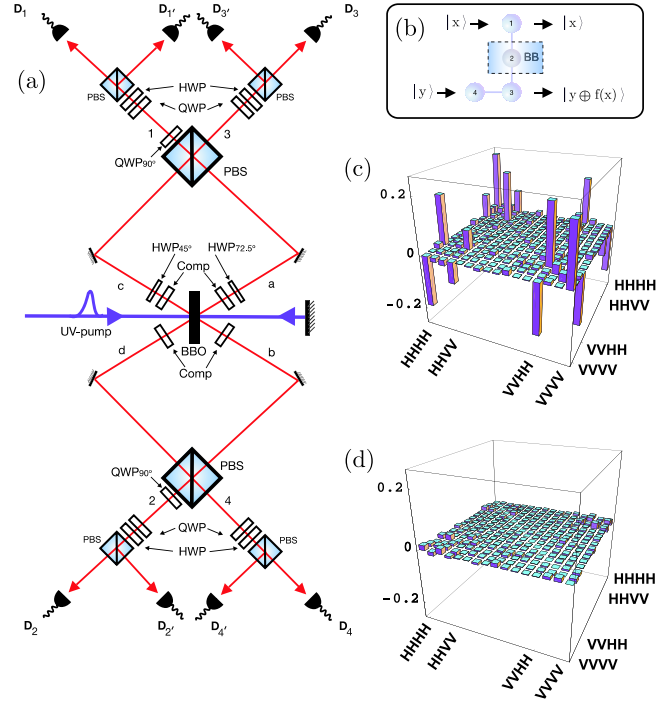 D1 D1′ D3′ D3
(a)
HWP
QWP
PBS PBS
1 3
QWP90° PBS
HWP45° HWP72.5°
Comp
c a
UV-pump
BBO
d b
Comp
QWP90° PBS
2 4
QWP
PBS PBS
HWP
D2 D2′ D4′ D4
(b)
|x⟩ 1 |x⟩
2 BB
|y⟩ 4 3 |y ⊕ f(x)⟩
(c)
0.2
0
-0.2
HHHH
HHVV
VVHH
VVVV
HHHH
HHVV
VVHH
VVVV
(d)
0.2
0
-0.2
HHHH
HHVV
VVHH
VVVV
HHHH
HHVV
VVHH
VVVV